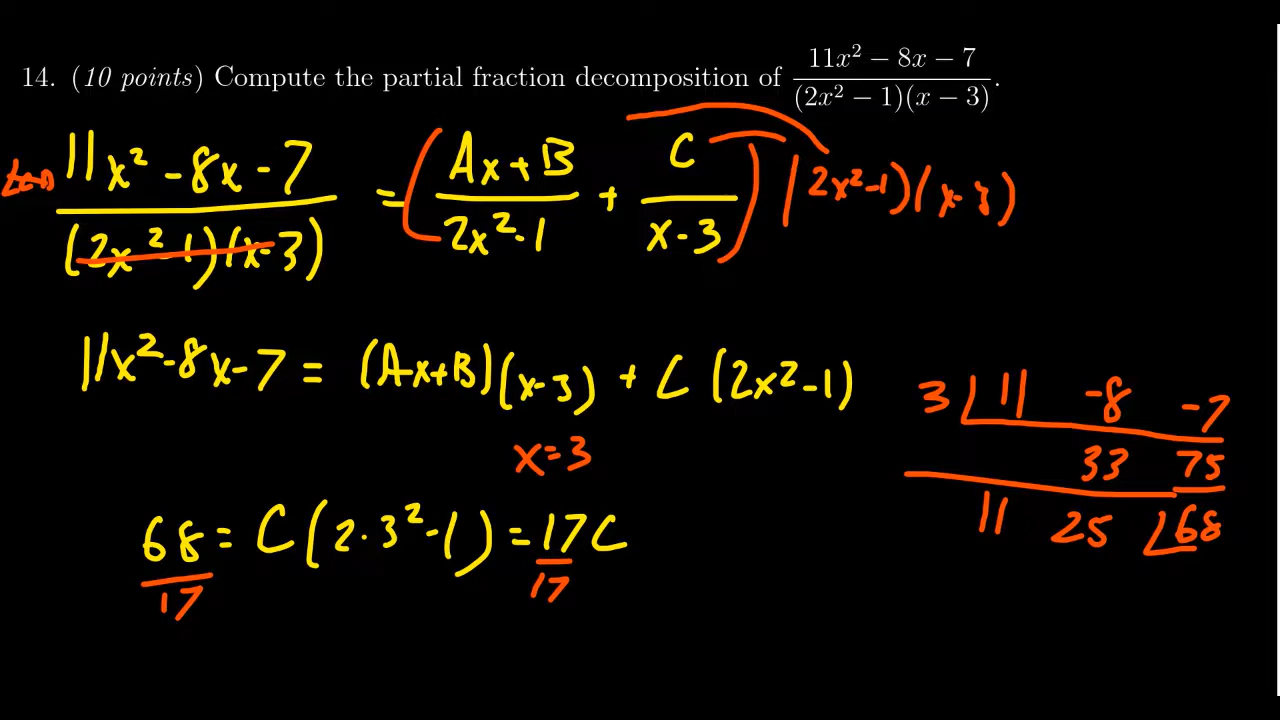 14. (10 points) Compute the partial fraction decomposition of (11x² − 8x − 7)/((2x² − 1)(x − 3)).
(11x² - 8x - 7)/((2x² - 1)(x - 3)) = ((Ax + B)/(2x² - 1) + C/(x - 3)) (2x² - 1)(x - 3)
11x² - 8x - 7 = (Ax + B)(x - 3) + C(2x² - 1)
x = 3
3 | 11 -8 -7
33 75
11 25 | 68
68/17 = C(2 · 3² - 1) = 17C/17